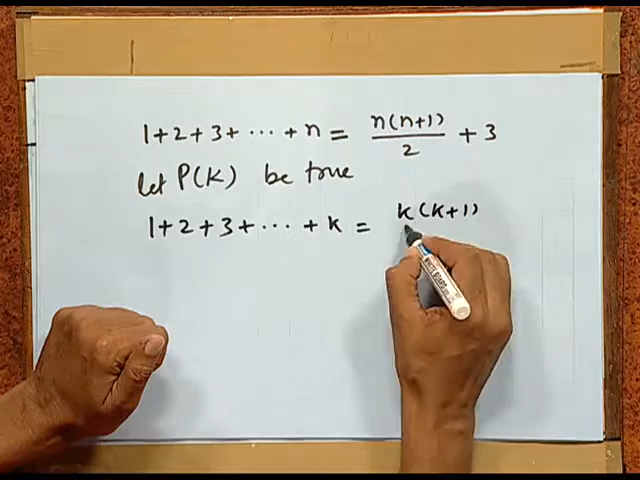 1+2+3+⋯+n = n(n+1)/2 + 3
let P(K) be true
1+2+3+⋯+k = k(k+1)